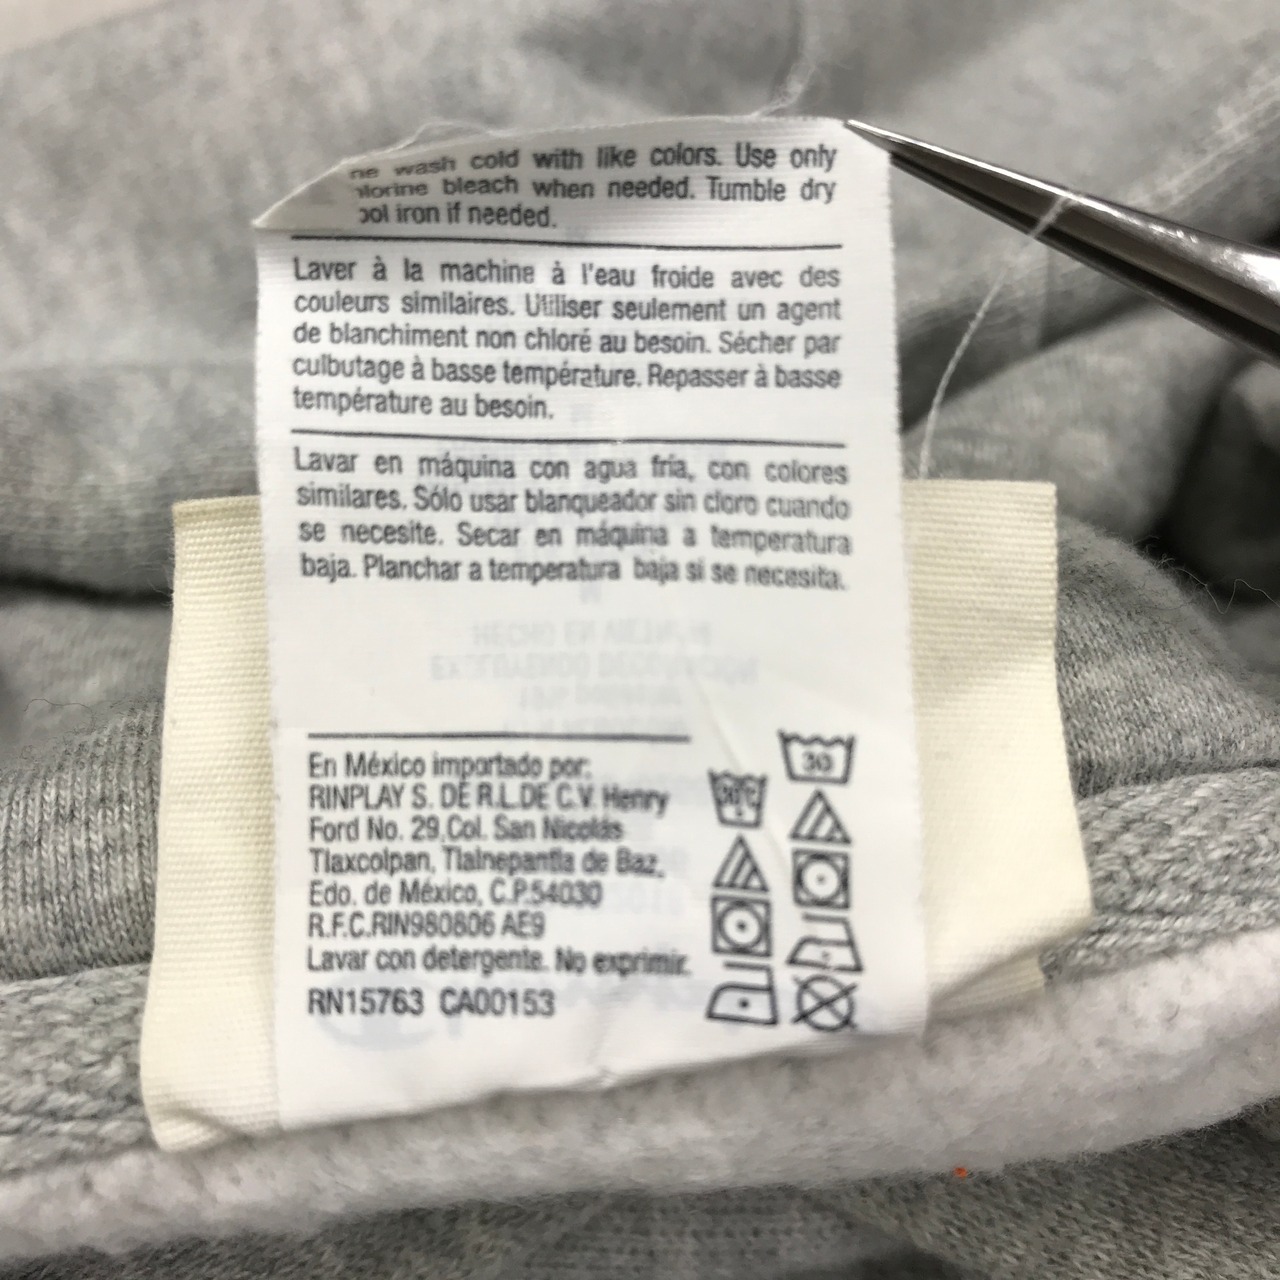 ne wash cold with like colors. Use only
lorine bleach when needed. Tumble dry
ool iron if needed.
Laver à la machine à l'eau froide avec des
couleurs similaires. Utiliser seulement un agent
de blanchiment non chloré au besoin. Sécher par
culbutage à basse température. Repasser à basse
température au besoin.
Lavar en máquina con agua fría, con colores
similares. Sólo usar blanqueador sin cloro cuando
se necesite. Secar en máquina a temperatura
baja. Planchar a temperatura baja si se necesita.
En México importado por:
RINPLAY S. DE R.L.DE C.V. Henry
Ford No. 29,Col. San Nicolás
Tlaxcolpan, Tlalnepantla de Baz,
Edo. de México, C.P.54030
R.F.C.RIN980806 AE9
Lavar con detergente. No exprimir.
RN15763 CA00153
30
30°C